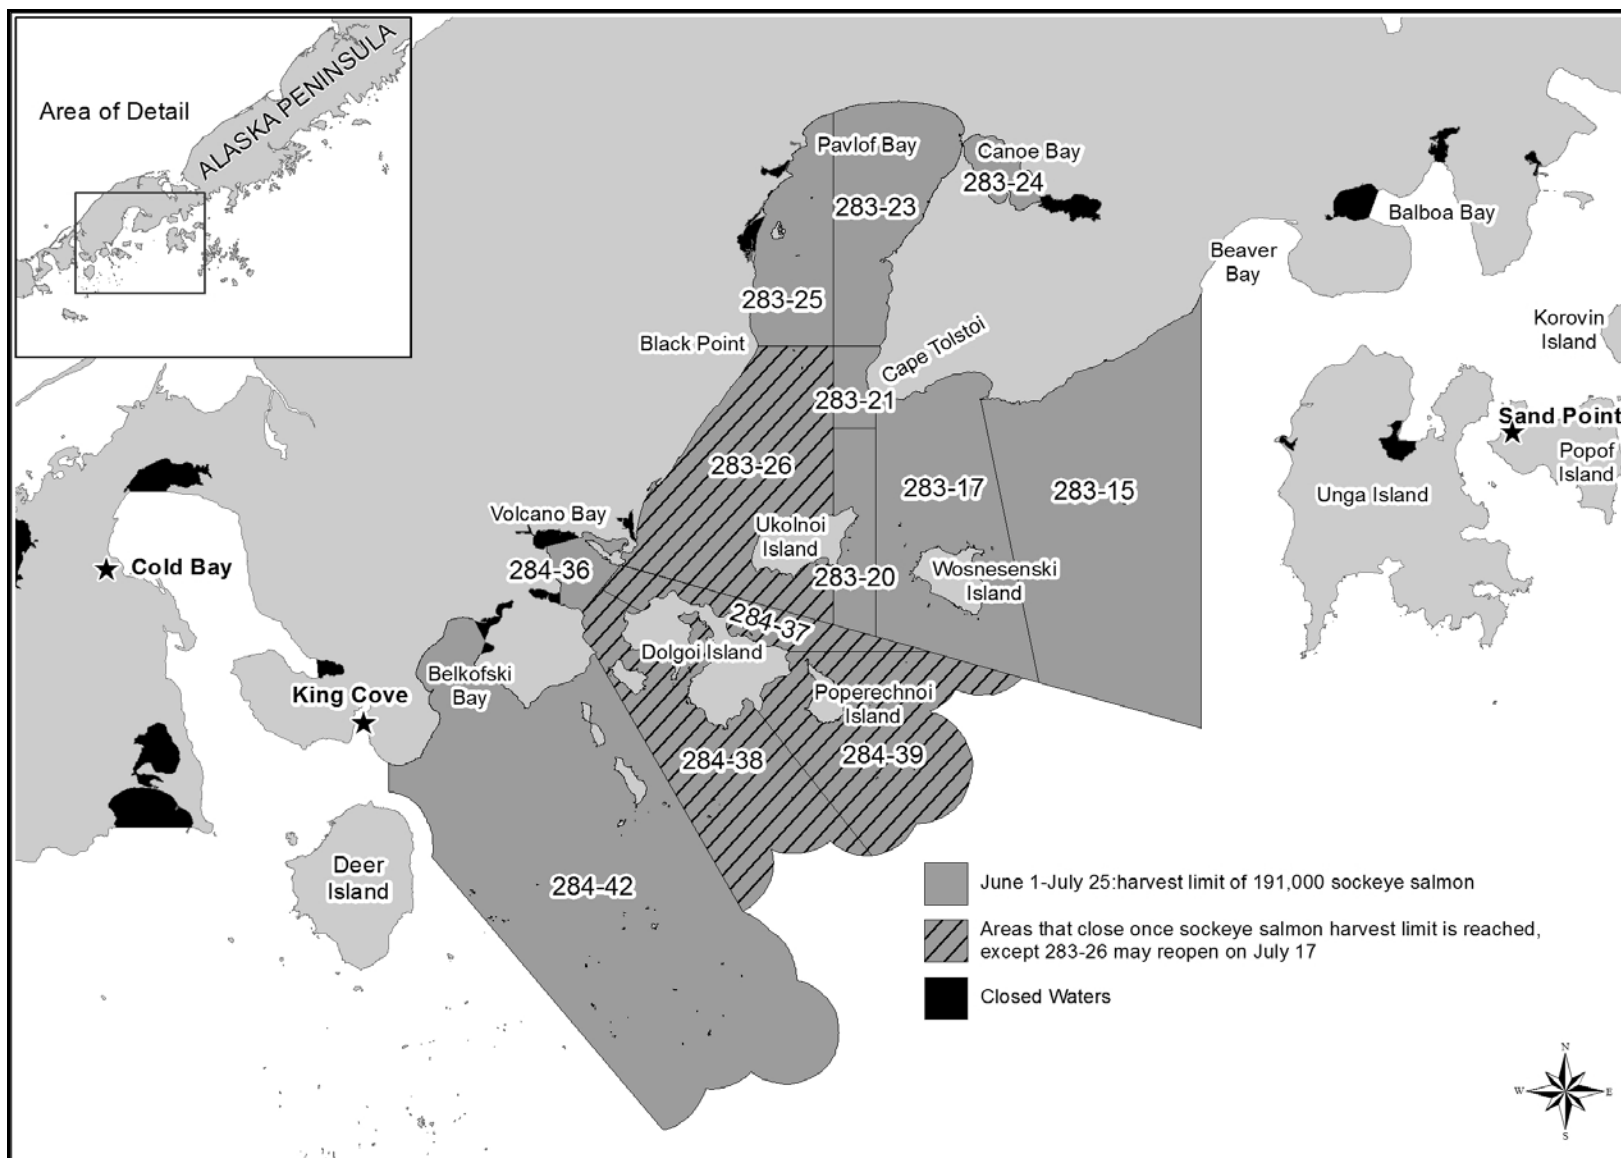 Area of Detail
ALASKA PENINSULA
Pavlof Bay
Canoe Bay
283-24
283-23
Balboa Bay
Beaver
Bay
283-25
Korovin
Island
Black Point
Cape Tolstoi
283-21
Sand Point
Popof
Island
283-26
283-17
283-15
Unga Island
Volcano Bay
Ukolnoi
Island
Cold Bay
284-36
283-20
Wosnesenski
Island
284-37
Dolgoi Island
Belkofski
Bay
King Cove
Poperechnoi
Island
284-38
284-39
Deer
Island
284-42
June 1-July 25:harvest limit of 191,000 sockeye salmon
Areas that close once sockeye salmon harvest limit is reached,
except 283-26 may reopen on July 17
Closed Waters
N
W
E
S